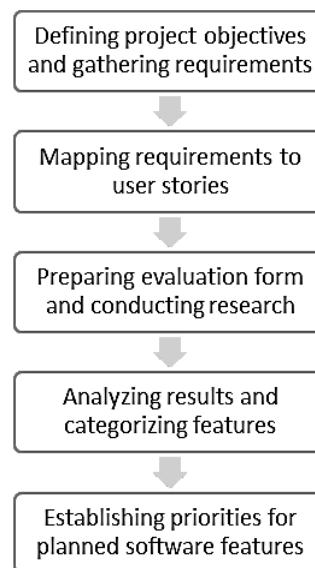 Defining project objectives
and gathering requirements
Mapping requirements to
user stories
Preparing evaluation form
and conducting research
Analyzing results and
categorizing features
Establishing priorities for
planned software features